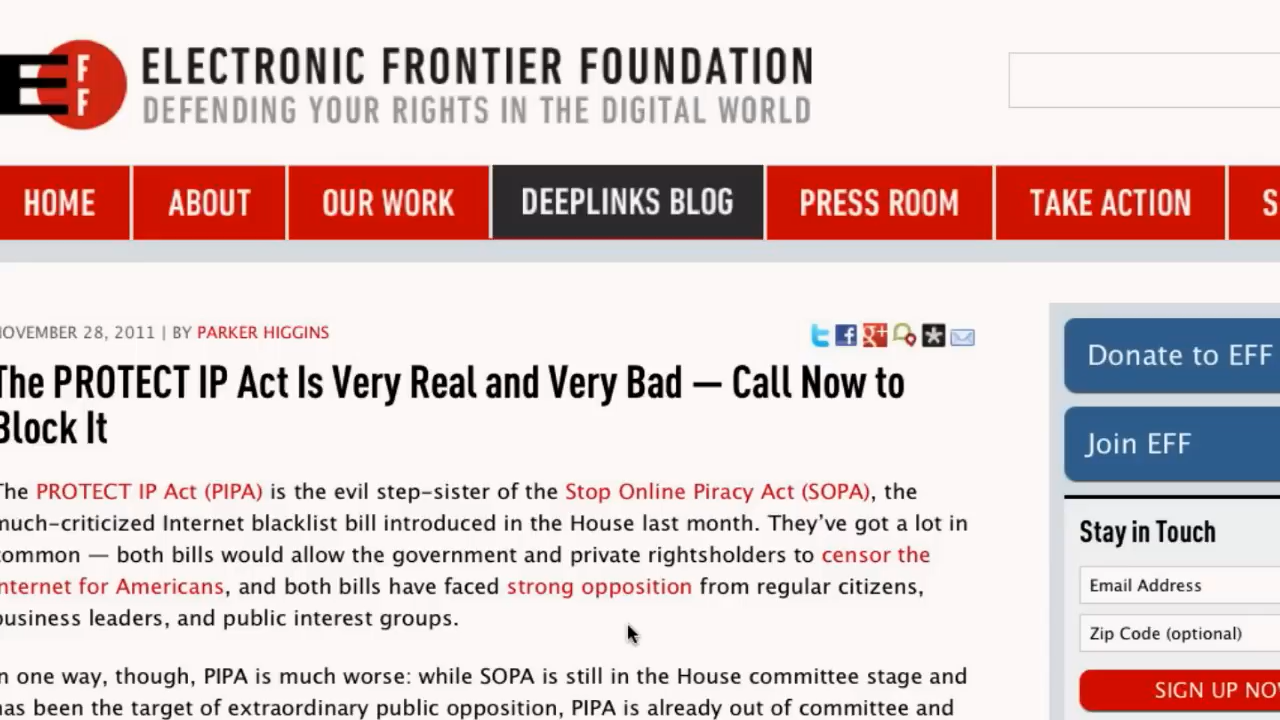 E F F
ELECTRONIC FRONTIER FOUNDATION
DEFENDING YOUR RIGHTS IN THE DIGITAL WORLD
HOME ABOUT OUR WORK DEEPLINKS BLOG PRESS ROOM TAKE ACTION S
OVEMBER 28, 2011 | BY PARKER HIGGINS
The PROTECT IP Act Is Very Real and Very Bad — Call Now to
Block It
The PROTECT IP Act (PIPA) is the evil step-sister of the Stop Online Piracy Act (SOPA), the
much-criticized Internet blacklist bill introduced in the House last month. They've got a lot in
common — both bills would allow the government and private rightsholders to censor the
nternet for Americans, and both bills have faced strong opposition from regular citizens,
business leaders, and public interest groups.
n one way, though, PIPA is much worse: while SOPA is still in the House committee stage and
has been the target of extraordinary public opposition, PIPA is already out of committee and
Donate to EFF
Join EFF
Stay in Touch
Email Address
Zip Code (optional)
SIGN UP NOW